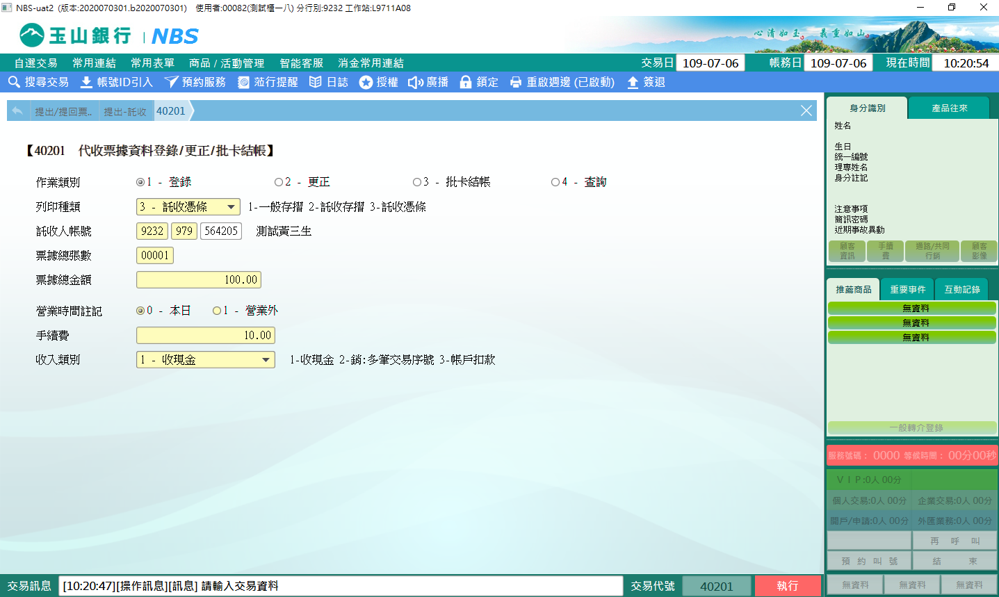 NBS-uat2 (版本:2020070301.b2020070301) 使用者:00082(測試櫃一八) 分行別:9232 工作站:L9711A08
玉山銀行 | NBS 心清如玉。義重如山。
自選交易 常用連結 常用表單 商品 / 活動管理 智能客服 消金常用連結 交易日 109-07-06 帳務日 109-07-06 現在時間 10:20:54
搜尋交易 帳號ID引入 預約服務 蒞行提醒 日誌 授權 廣播 鎖定 重啟週邊 (已啟動) 簽退
提出/提回票.. 提出-託收 40201
【40201 代收票據資料登錄/更正/批卡結帳】
作業類別 1 - 登錄 2 - 更正 3 - 批卡結帳 4 - 查詢
列印種類 3 - 託收憑條 1-一般存摺 2-託收存摺 3-託收憑條
託收人帳號 9232 979 564205 測試黃三生
票據總張數 00001
票據總金額 100.00
營業時間註記 0 - 本日 1 - 營業外
手續費 10.00
收入類別 1 - 收現金 1-收現金 2-銷:多筆交易序號 3-帳戶扣款
身分識別 產品往來
姓名
生日
統一編號
理專姓名
身分註記
注意事項
簡訊密碼
近期事故異動
顧客資訊 手續費 通路/共同行銷 顧客影像
推薦商品 重要事件 互動記錄
無資料
無資料
無資料
一般轉介登錄
服務號碼： 0000 等候時間： 00分00秒
ＶＩＰ:0人 00分
個人交易:0人 00分 企業交易:0人 00分
開戶/申請:0人 00分 外匯業務:0人 00分
再 呼 叫
預 約 叫 號 結 束
無資料 無資料 無資料
交易訊息 [10:20:47][操作訊息][訊息] 請輸入交易資料 交易代號 40201 執行